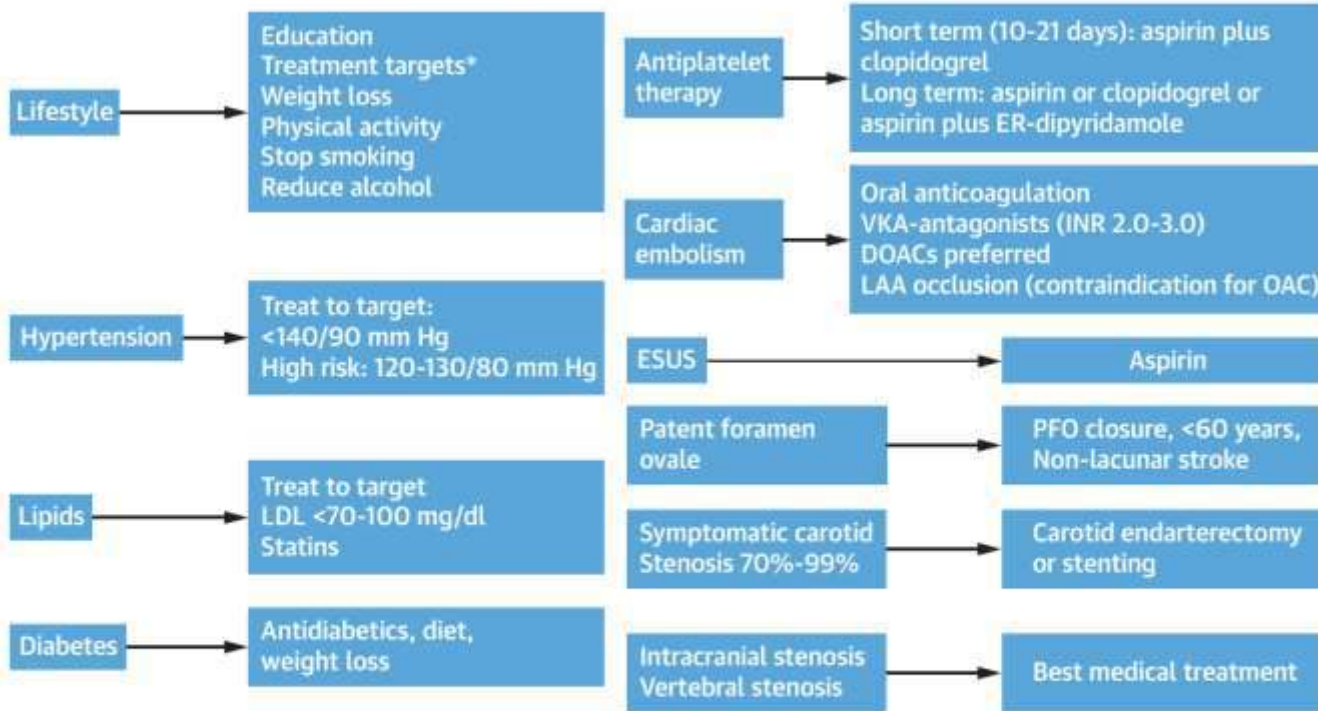 Lifestyle
Education
Treatment targets*
Weight loss
Physical activity
Stop smoking
Reduce alcohol
Hypertension
Treat to target:
<140/90 mm Hg
High risk: 120-130/80 mm Hg
Lipids
Treat to target
LDL <70-100 mg/dl
Statins
Diabetes
Antidiabetics, diet,
weight loss
Antiplatelet
therapy
Short term (10-21 days): aspirin plus
clopidogrel
Long term: aspirin or clopidogrel or
aspirin plus ER-dipyridamole
Cardiac
embolism
Oral anticoagulation
VKA-antagonists (INR 2.0-3.0)
DOACs preferred
LAA occlusion (contraindication for OAC)
ESUS
Aspirin
Patent foramen
ovale
PFO closure, <60 years,
Non-lacunar stroke
Symptomatic carotid
Stenosis 70%-99%
Carotid endarterectomy
or stenting
Intracranial stenosis
Vertebral stenosis
Best medical treatment